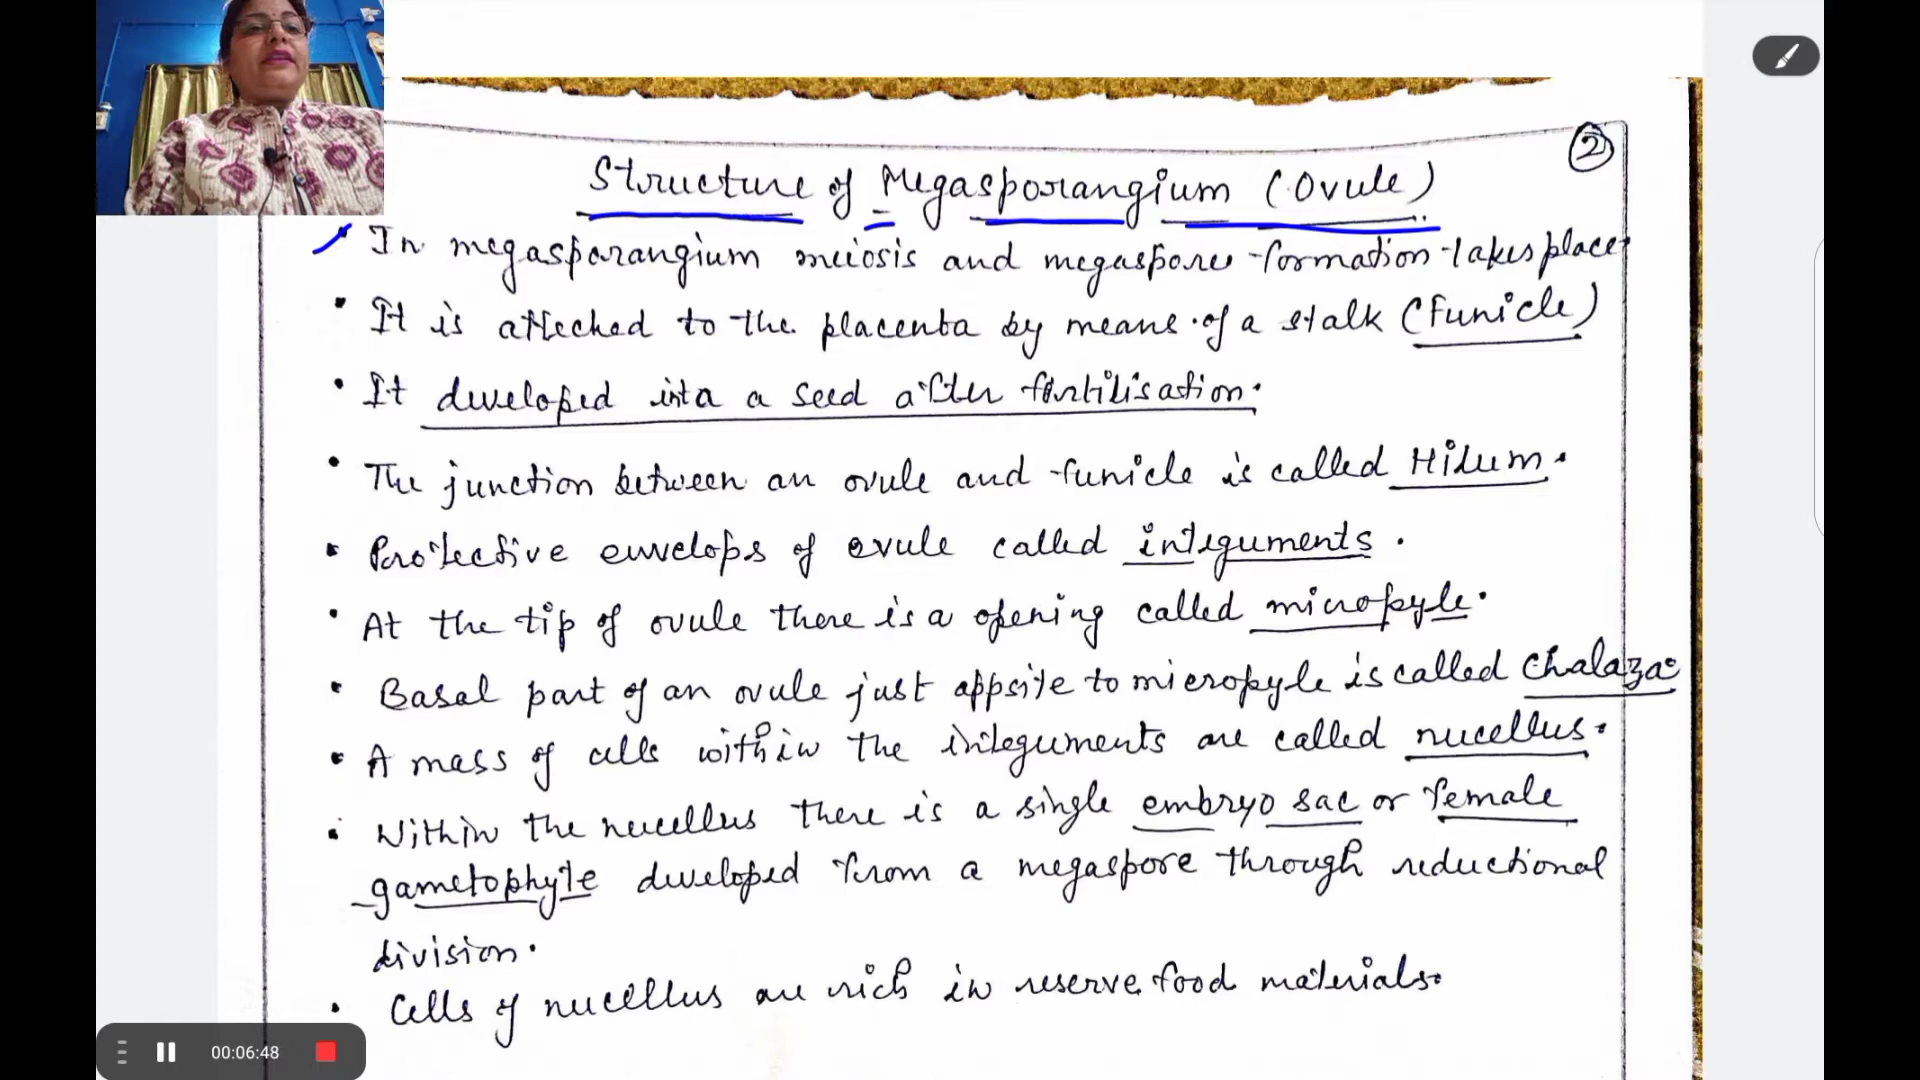 2
Structure of Megasporangium (Ovule)
• In megasporangium meiosis and megaspores formation takes place
• It is attached to the placenta by means of a stalk (Funicle)
• It developed into a seed after fertilisation.
• The junction between an ovule and funicle is called Hilum.
• Protective envelops of ovule called integuments.
• At the tip of ovule there is a opening called micropyle.
• Basal part of an ovule just appsite to micropyle is called chalaza
• A mass of cells within the integuments are called nucellus.
• Within the nucellus there is a single embryo sac or female
gametophyte developed from a megaspore through reductional
division.
• Cells of nucellus are rich in reserve food materials.
00:06:48